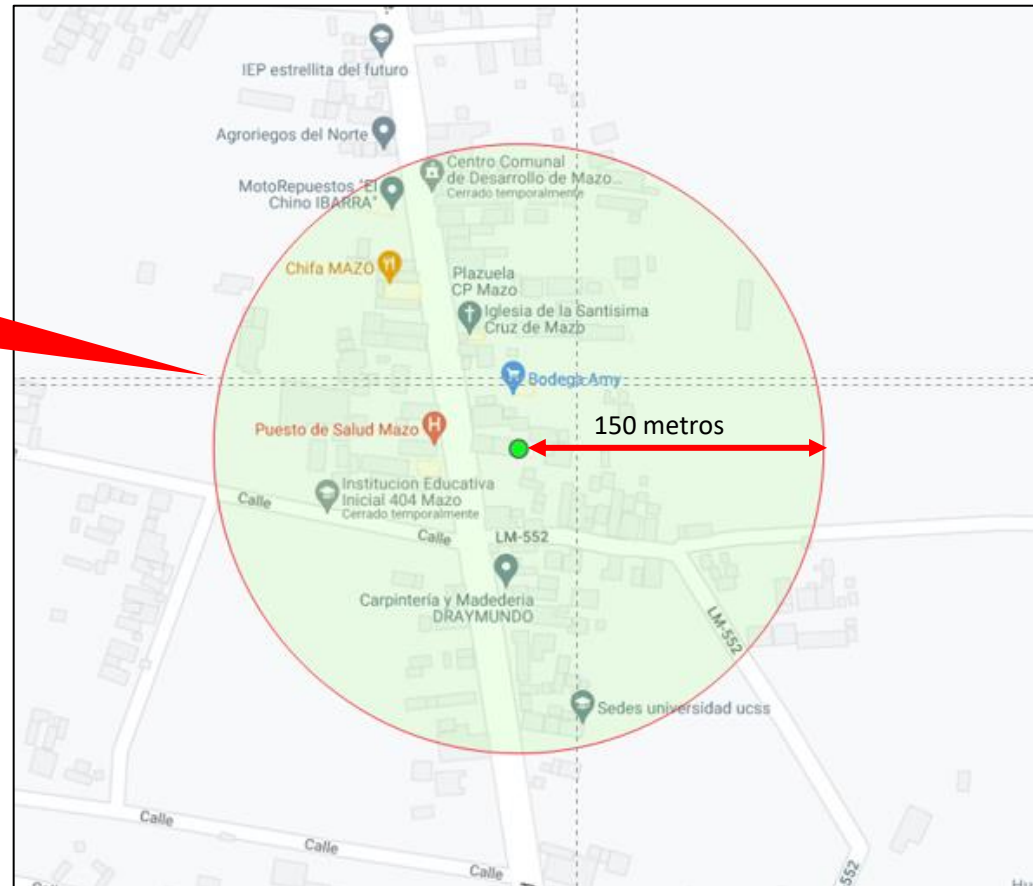 IEP estrellita del futuro
Agroriegos del Norte
Centro Comunal
de Desarrollo de Mazo...
Cerrado temporalmente
MotoRepuestos "El
Chino IBARRA"
Chifa MAZO
Plazuela
CP Mazo
Iglesia de la Santisima
Cruz de Mazo
Bodega Amy
150 metros
Puesto de Salud Mazo
Institucion Educativa
Inicial 404 Mazo
Cerrado temporalmente
Calle
Calle
LM-552
Carpintería y Madederia
DRAYMUNDO
LM-552
Sedes universidad ucss
Calle
Calle
Calle
552